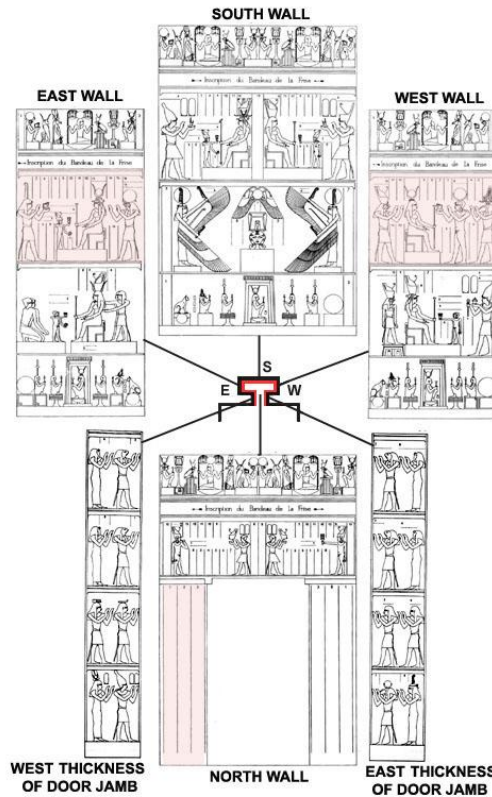 SOUTH WALL
Inscription du Bandeau de La Frise
EAST WALL
Inscription du Bandeau de La Frise
WEST WALL
Inscription du Bandeau de La Frise
S
E
W
Inscription du Bandeau de La Frise
WEST THICKNESS
OF DOOR JAMB
NORTH WALL
EAST THICKNESS
OF DOOR JAMB